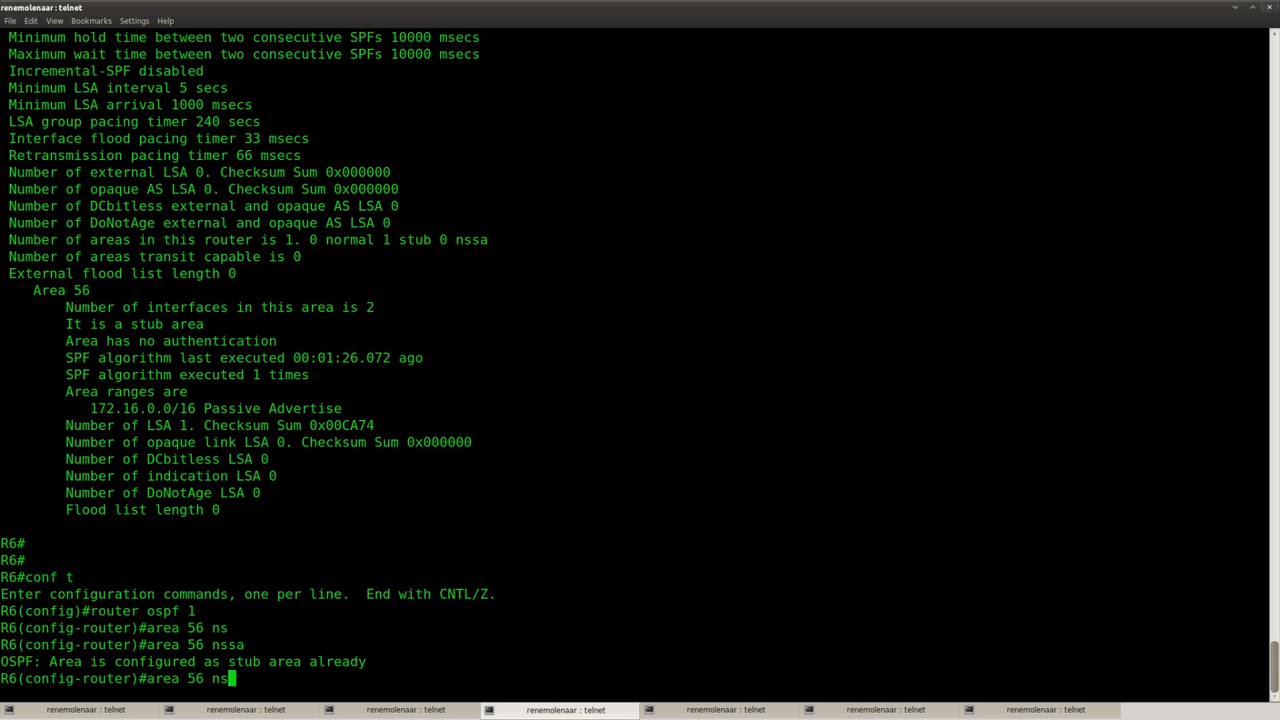 renemolenaar : telnet
File Edit View Bookmarks Settings Help
Minimum hold time between two consecutive SPFs 10000 msecs
Maximum wait time between two consecutive SPFs 10000 msecs
Incremental-SPF disabled
Minimum LSA interval 5 secs
Minimum LSA arrival 1000 msecs
LSA group pacing timer 240 secs
Interface flood pacing timer 33 msecs
Retransmission pacing timer 66 msecs
Number of external LSA 0. Checksum Sum 0x000000
Number of opaque AS LSA 0. Checksum Sum 0x000000
Number of DCbitless external and opaque AS LSA 0
Number of DoNotAge external and opaque AS LSA 0
Number of areas in this router is 1. 0 normal 1 stub 0 nssa
Number of areas transit capable is 0
External flood list length 0
Area 56
Number of interfaces in this area is 2
It is a stub area
Area has no authentication
SPF algorithm last executed 00:01:26.072 ago
SPF algorithm executed 1 times
Area ranges are
172.16.0.0/16 Passive Advertise
Number of LSA 1. Checksum Sum 0x00CA74
Number of opaque link LSA 0. Checksum Sum 0x000000
Number of DCbitless LSA 0
Number of indication LSA 0
Number of DoNotAge LSA 0
Flood list length 0
R6#
R6#
R6#conf t
Enter configuration commands, one per line.  End with CNTL/Z.
R6(config)#router ospf 1
R6(config-router)#area 56 ns
R6(config-router)#area 56 nssa
OSPF: Area is configured as stub area already
R6(config-router)#area 56 ns
renemolenaar : telnet renemolenaar : telnet renemolenaar : telnet renemolenaar : telnet renemolenaar : telnet renemolenaar : telnet renemolenaar : telnet